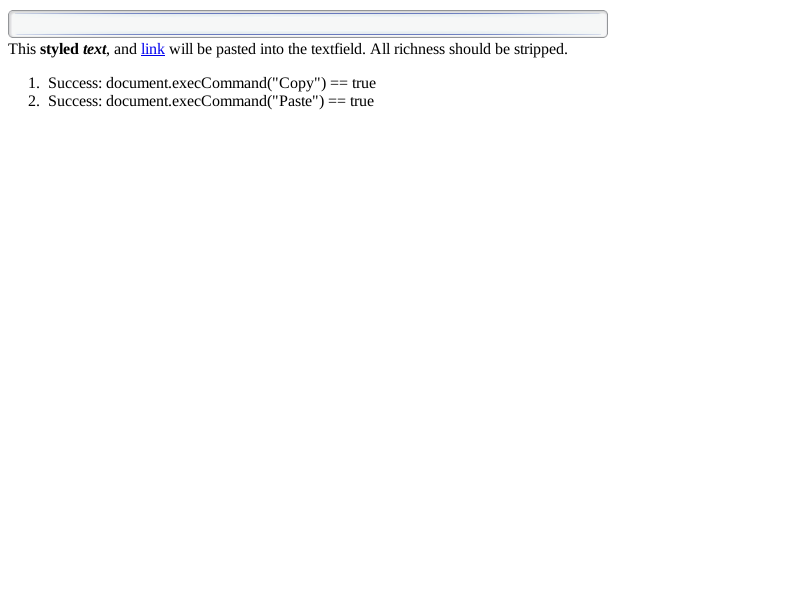 This styled text, and link will be pasted into the textfield. All richness should be stripped.
1. Success: document.execCommand("Copy") == true
2. Success: document.execCommand("Paste") == true